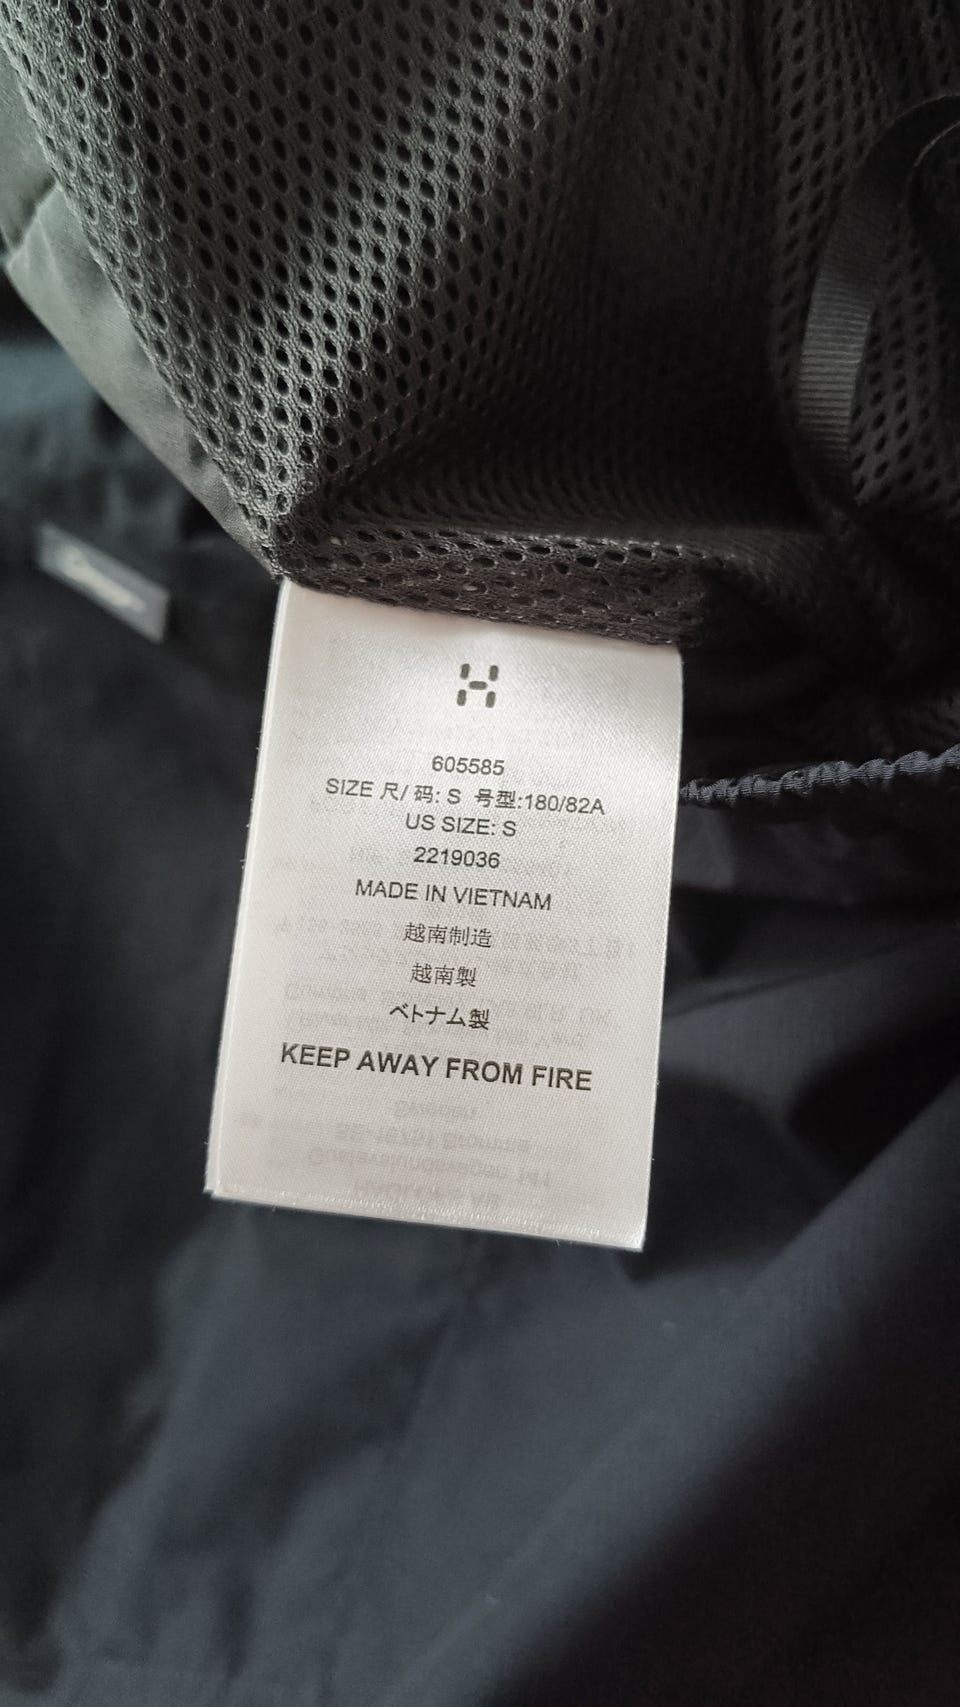 605585
SIZE 尺/ 码: S 号型:180/82A
US SIZE: S
2219036
MADE IN VIETNAM
越南制造
越南製
ベトナム製
KEEP AWAY FROM FIRE